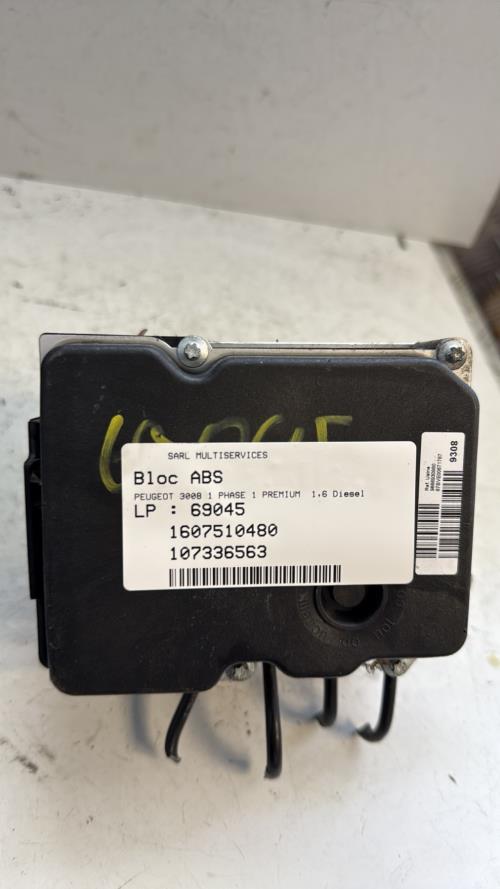 SARL MULTISERVICES
Bloc ABS
PEUGEOT 3008 1 PHASE 1 PREMIUM 1,6 Diesel
LP : 69045
1607510480
107336563
9308